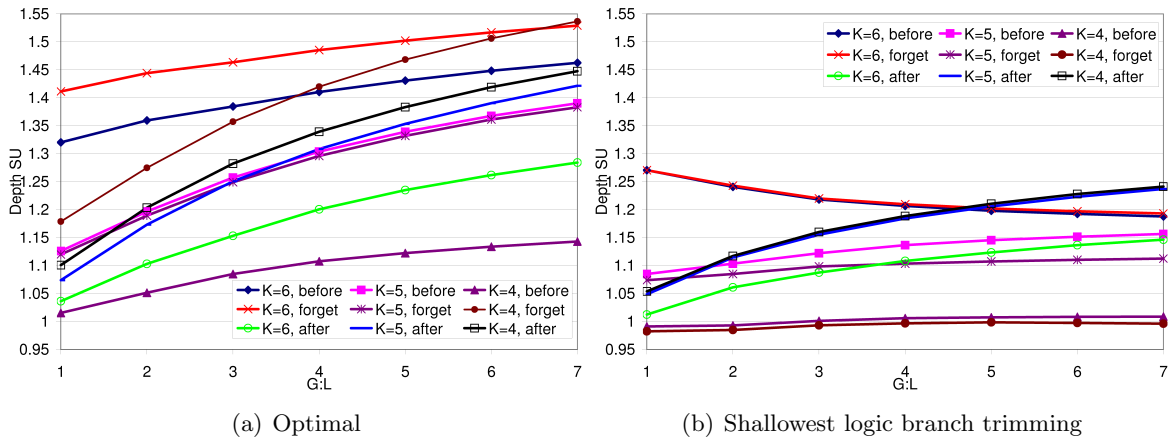 1.55
1.5
1.45
1.4
1.35
1.3
1.25
1.2
1.15
1.1
1.05
1
0.95
Depth SU
K=6, before K=5, before K=4, before
K=6, forget K=5, forget K=4, forget
K=6, after K=5, after K=4, after
1 2 3 4 5 6 7
G:L
(a) Optimal
1.55
1.5
1.45
1.4
1.35
1.3
1.25
1.2
1.15
1.1
1.05
1
0.95
Depth SU
K=6, before K=5, before K=4, before
K=6, forget K=5, forget K=4, forget
K=6, after K=5, after K=4, after
1 2 3 4 5 6 7
G:L
(b) Shallowest logic branch trimming